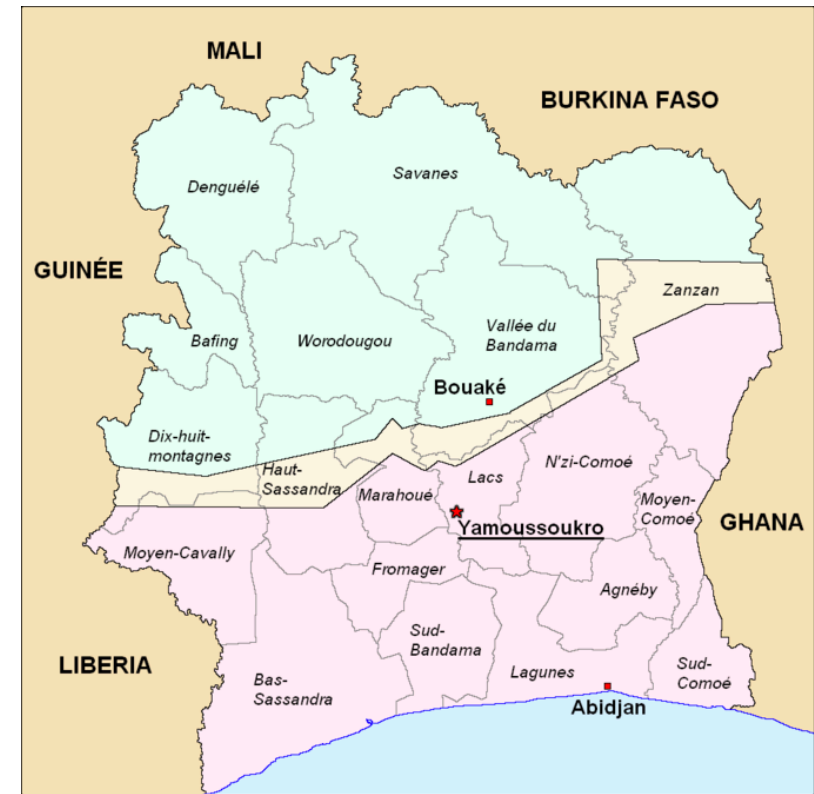 MALI
BURKINA FASO
Denguélé
Savanes
GUINÉE
Zanzan
Bafing
Worodougou
Vallée du
Bandama
Bouaké
Dix-huit-
montagnes
Haut-
Sassandra
N'zi-Comoé
Lacs
Marahoué
Moyen-
Comoé
GHANA
Yamoussoukro
Moyen-Cavally
Fromager
Agnéby
Sud-
Bandama
LIBERIA
Bas-
Sassandra
Lagunes
Sud-
Comoé
Abidjan